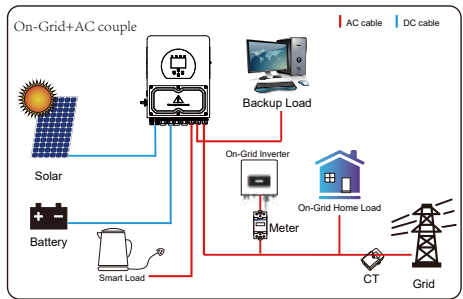 On-Grid+AC couple
AC cable
DC cable
Backup Load
On-Grid Inverter
Solar
On-Grid Home Load
Meter
Battery
Smart Load
CT
Grid